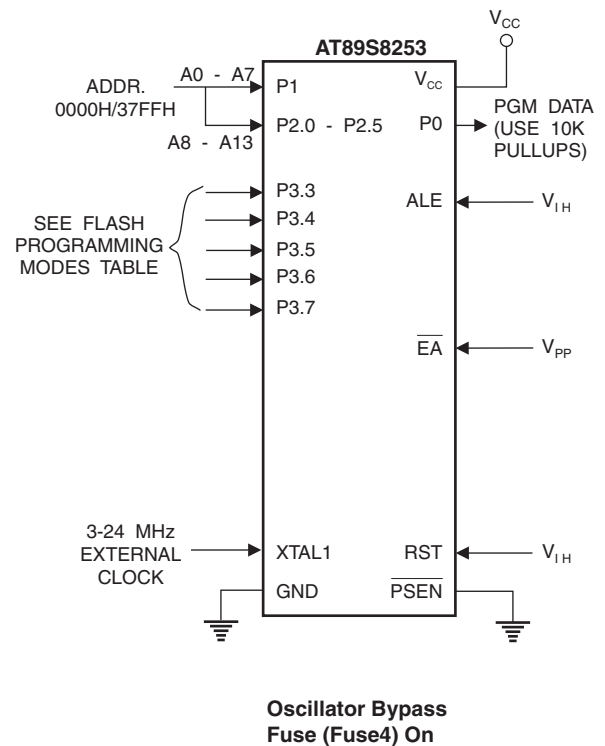 V_CC
AT89S8253
ADDR.
0000H/37FFH
A0 - A7
P1
V_CC
A8 - A13
P2.0 - P2.5
P0
PGM DATA
(USE 10K
PULLUPS)
P3.3
ALE
V_IH
SEE FLASH
PROGRAMMING
MODES TABLE
P3.4
P3.5
P3.6
P3.7
EA
V_PP
3-24 MHz
EXTERNAL
CLOCK
XTAL1
RST
V_IH
GND
PSEN
Oscillator Bypass
Fuse (Fuse4) On